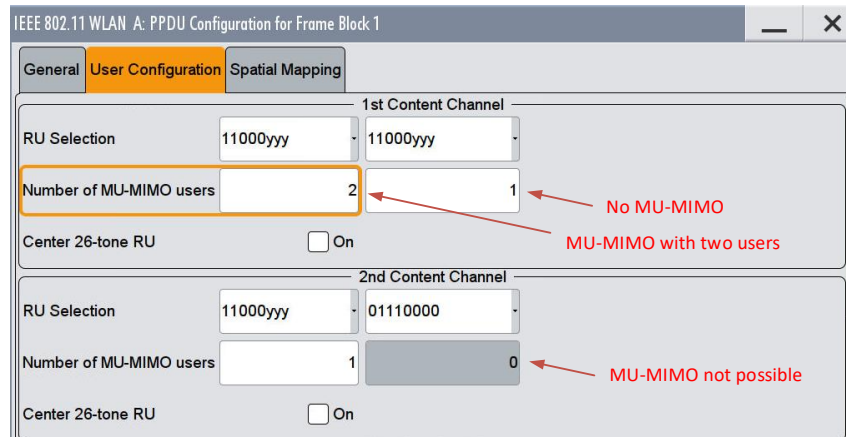 IEEE 802.11 WLAN A: PPDU Configuration for Frame Block 1
General User Configuration Spatial Mapping
1st Content Channel
RU Selection 11000yyy 11000yyy
Number of MU-MIMO users 2 1
No MU-MIMO
Center 26-tone RU On
MU-MIMO with two users
2nd Content Channel
RU Selection 11000yyy 01110000
Number of MU-MIMO users 1 0
MU-MIMO not possible
Center 26-tone RU On